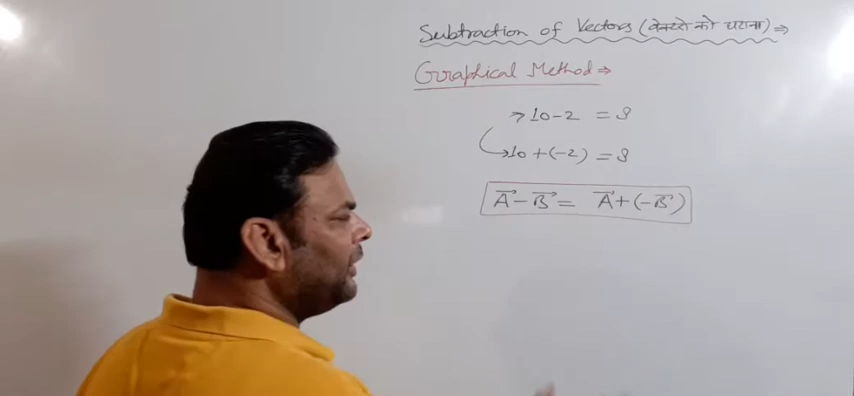 Subtraction of Vectors (वेक्टरो को घटाना) ⇒
Graphical Method ⇒
→ 10 - 2 = 8
→ 10 + (-2) = 8
A⃗ - B⃗ = A⃗ + (-B⃗)